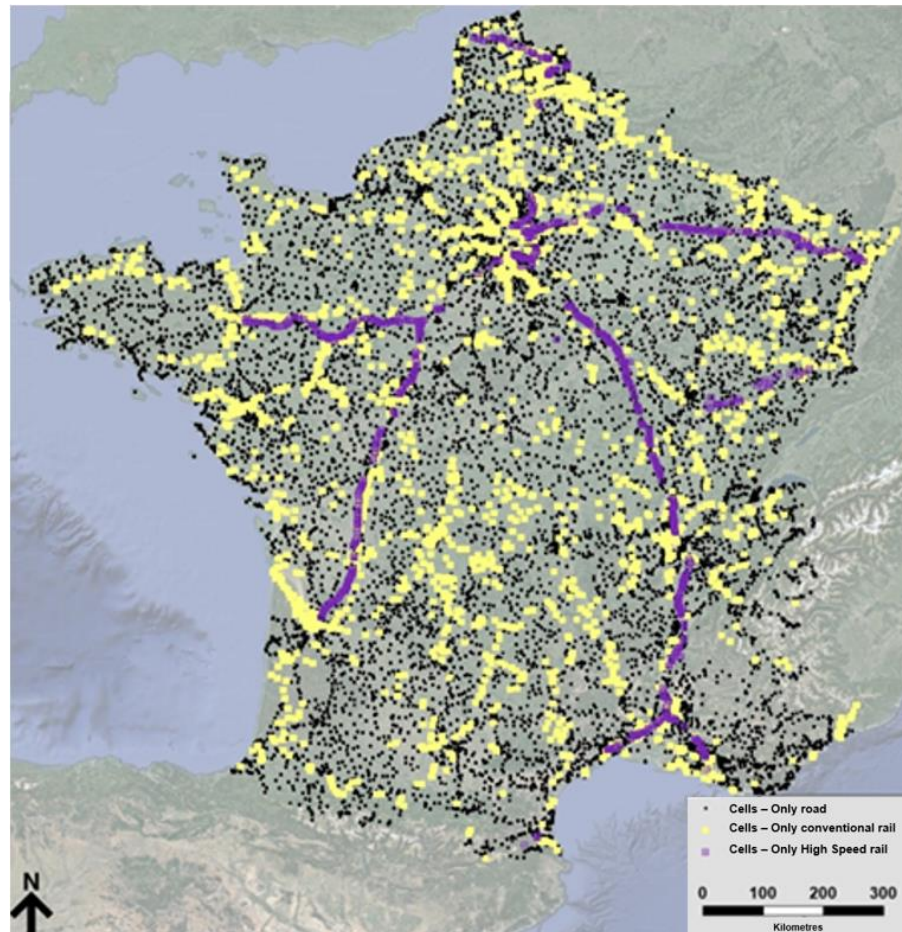 Cells – Only road
Cells – Only conventional rail
Cells – Only High Speed rail
N
0 100 200 300
Kilometres